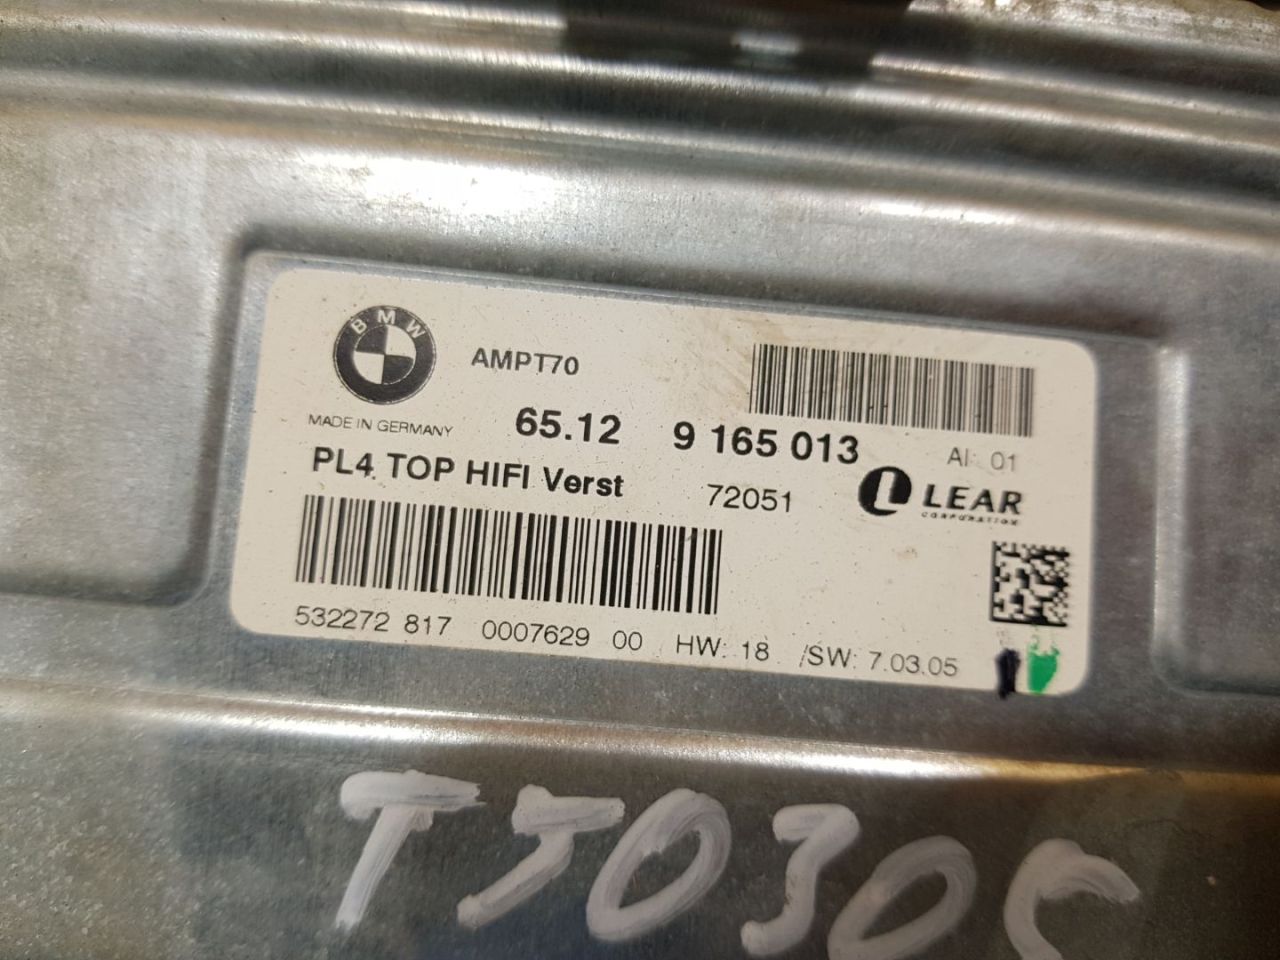 BMW
AMPT70
MADE IN GERMANY
65.12 9 165 013
AI: 01
PL4 TOP HIFI Verst 72051
LEAR
CORPORATION
532272 817 0007629 00 HW: 18 /SW: 7.03.05